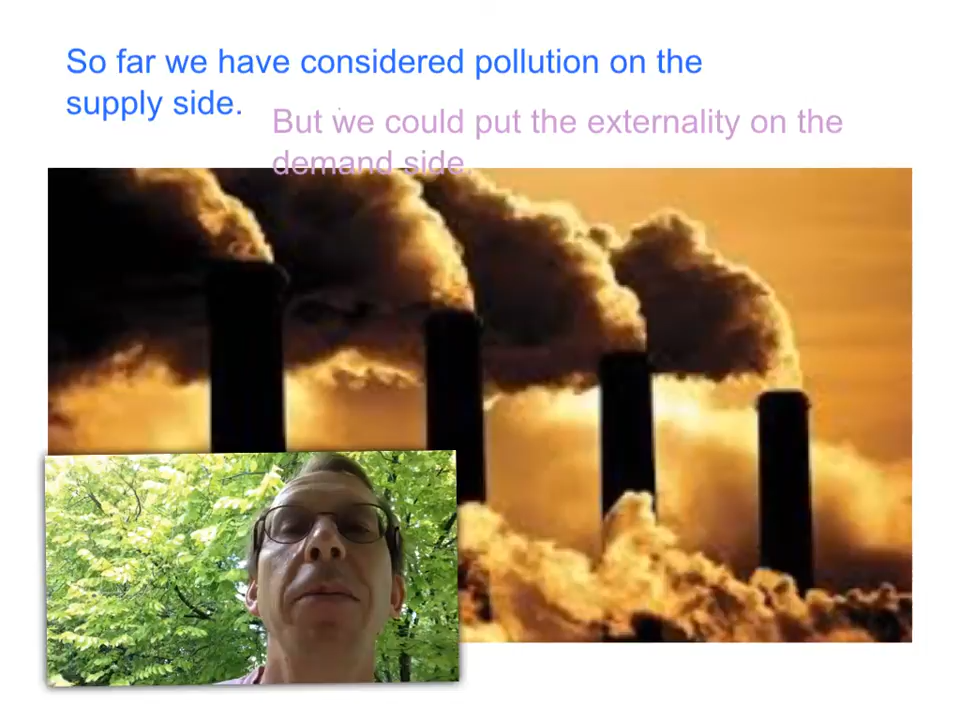 So far we have considered pollution on the
supply side.
But we could put the externality on the
demand side.